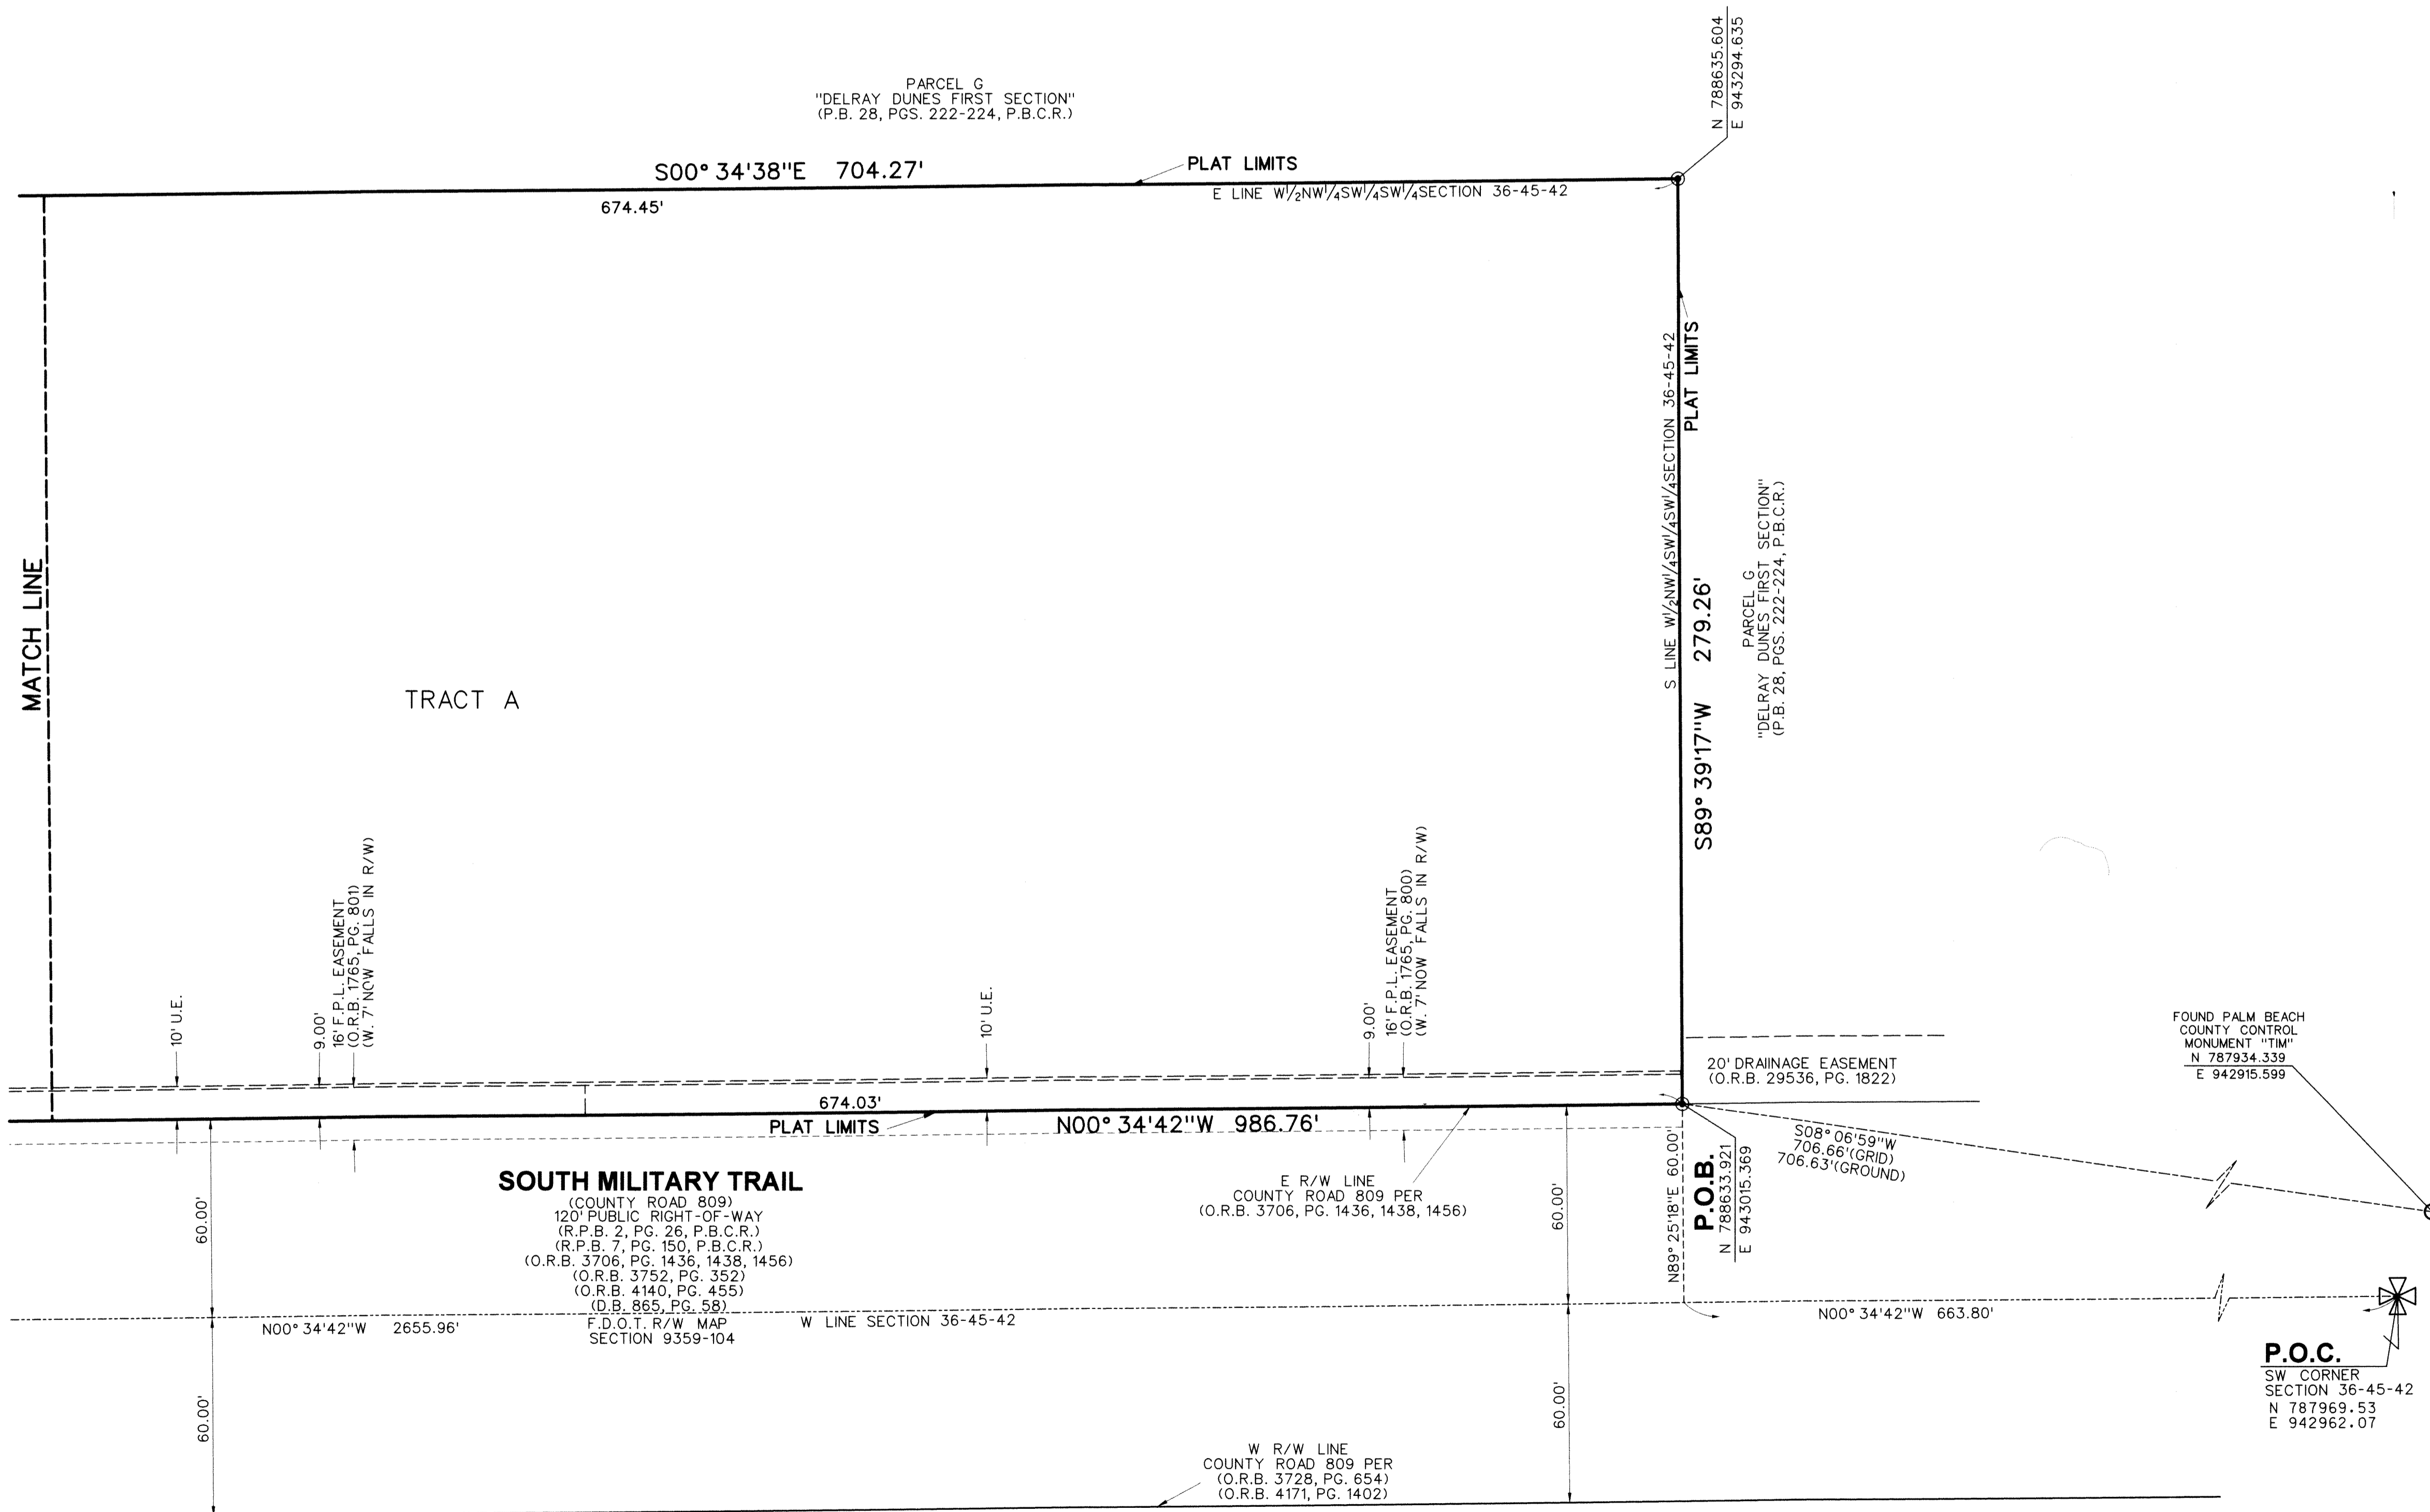 N 788635.604
E 943294.635
PARCEL G
"DELRAY DUNES FIRST SECTION"
(P.B. 28, PGS. 222-224, P.B.C.R.)
S00° 34'38"E 704.27'
PLAT LIMITS
674.45'
E LINE W1/2NW1/4SW1/4SW1/4SECTION 36-45-42
MATCH LINE
TRACT A
S LINE W1/2NW1/4SW1/4SW1/4SECTION 36-45-42
PLAT LIMITS
S89° 39'17"W 279.26'
PARCEL G
"DELRAY DUNES FIRST SECTION"
(P.B. 28, PGS. 222-224, P.B.C.R.)
10' U.E.
9.00'
16' F.P.L. EASEMENT
(O.R.B. 1765, PG. 801)
(W. 7' NOW FALLS IN R/W)
10' U.E.
9.00'
16' F.P.L. EASEMENT
(O.R.B. 1765, PG. 800)
(W. 7' NOW FALLS IN R/W)
20' DRAINAGE EASEMENT
(O.R.B. 29536, PG. 1822)
FOUND PALM BEACH
COUNTY CONTROL
MONUMENT "TIM"
N 787934.339
E 942915.599
674.03'
PLAT LIMITS
N00° 34'42"W 986.76'
S08° 06'59"W
706.66'(GRID)
706.63'(GROUND)
N89° 25'18"E 60.00'
P.O.B.
N 788633.921
E 943015.369
SOUTH MILITARY TRAIL
(COUNTY ROAD 809)
120' PUBLIC RIGHT-OF-WAY
(R.P.B. 2, PG. 26, P.B.C.R.)
(R.P.B. 7, PG. 150, P.B.C.R.)
(O.R.B. 3706, PG. 1436, 1438, 1456)
(O.R.B. 3752, PG. 352)
(O.R.B. 4140, PG. 455)
(D.B. 865, PG. 58)
F.D.O.T. R/W MAP
SECTION 9359-104
E R/W LINE
COUNTY ROAD 809 PER
(O.R.B. 3706, PG. 1436, 1438, 1456)
60.00'
60.00'
N00° 34'42"W 2655.96'
W LINE SECTION 36-45-42
N00° 34'42"W 663.80'
P.O.C.
SW CORNER
SECTION 36-45-42
N 787969.53
E 942962.07
60.00'
60.00'
W R/W LINE
COUNTY ROAD 809 PER
(O.R.B. 3728, PG. 654)
(O.R.B. 4171, PG. 1402)